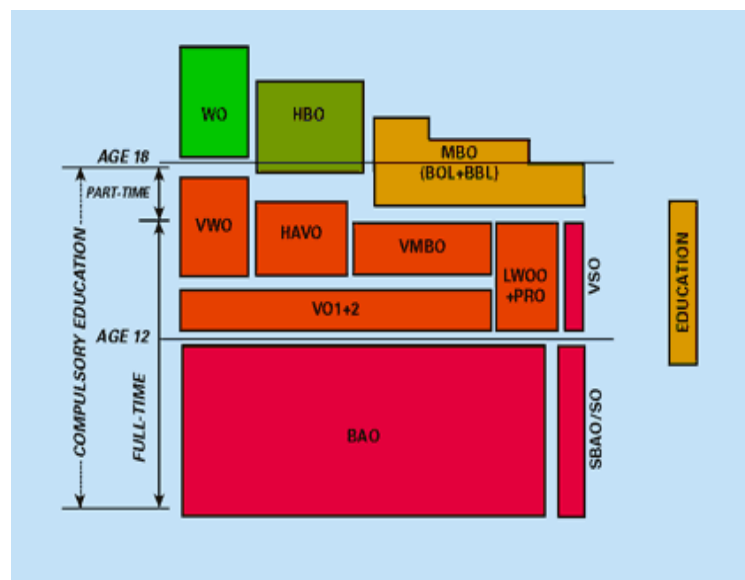 WO
HBO
AGE 18
MBO
(BOL+BBL)
PART-TIME
VWO
HAVO
VMBO
LWOO
+PRO
VSO
VO1+2
AGE 12
COMPULSORY EDUCATION
FULL-TIME
BAO
SBAO/SO
EDUCATION